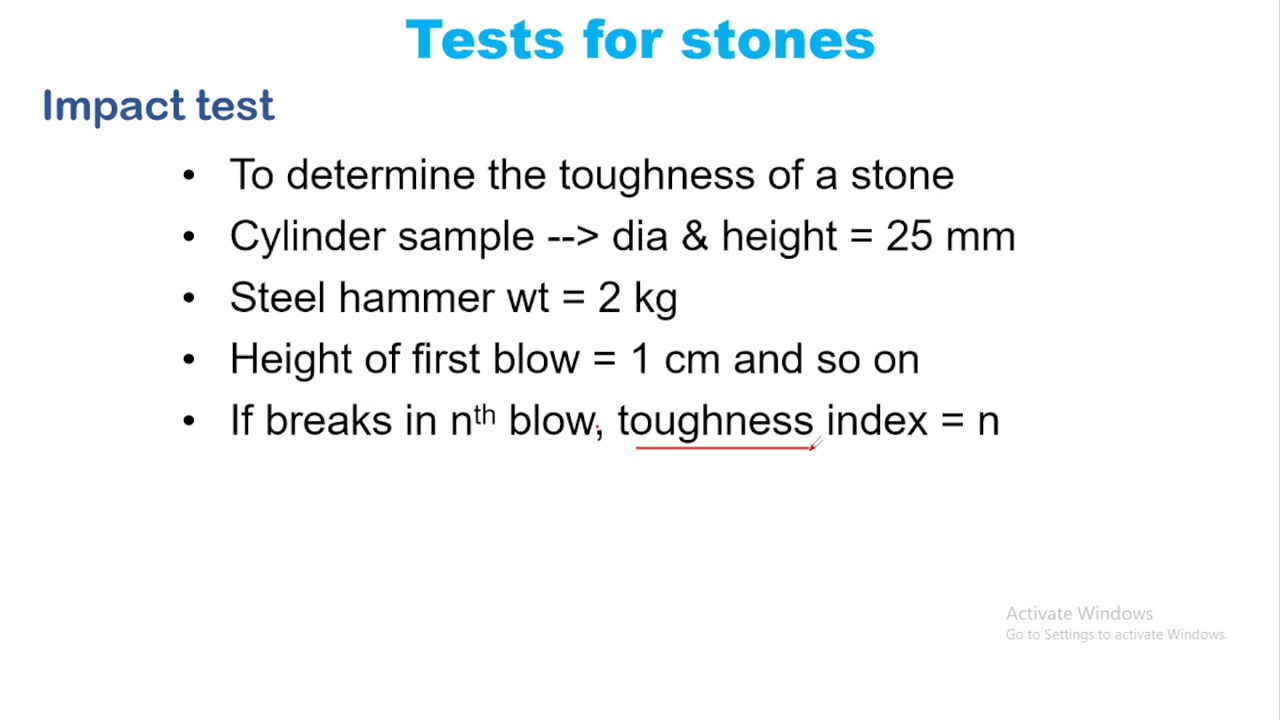 Tests for stones
Impact test
• To determine the toughness of a stone
• Cylinder sample --> dia & height = 25 mm
• Steel hammer wt = 2 kg
• Height of first blow = 1 cm and so on
• If breaks in nth blow, toughness index = n
Activate Windows
Go to Settings to activate Windows.